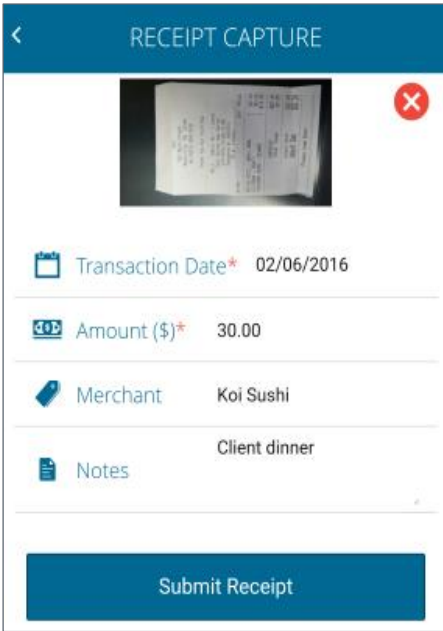 RECEIPT CAPTURE
Transaction Date* 02/06/2016
Amount ($)* 30.00
Merchant Koi Sushi
Notes Client dinner
Submit Receipt